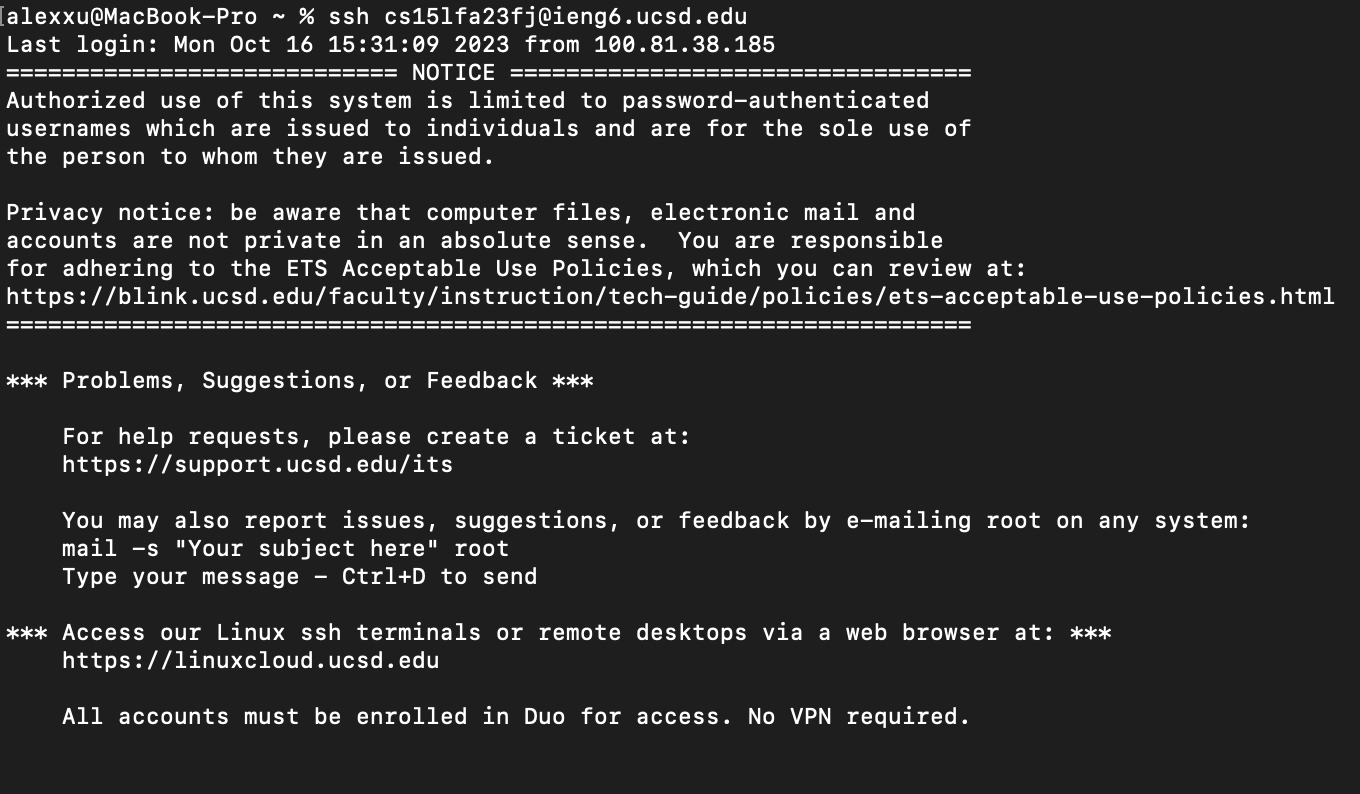 alexxu@MacBook-Pro ~ % ssh cs15lfa23fj@ieng6.ucsd.edu
Last login: Mon Oct 16 15:31:09 2023 from 100.81.38.185
============================ NOTICE =================================
Authorized use of this system is limited to password-authenticated
usernames which are issued to individuals and are for the sole use of
the person to whom they are issued.

Privacy notice: be aware that computer files, electronic mail and
accounts are not private in an absolute sense.  You are responsible
for adhering to the ETS Acceptable Use Policies, which you can review at:
https://blink.ucsd.edu/faculty/instruction/tech-guide/policies/ets-acceptable-use-policies.html
=====================================================================

*** Problems, Suggestions, or Feedback ***

    For help requests, please create a ticket at:
    https://support.ucsd.edu/its

    You may also report issues, suggestions, or feedback by e-mailing root on any system:
    mail -s "Your subject here" root
    Type your message - Ctrl+D to send

*** Access our Linux ssh terminals or remote desktops via a web browser at: ***
    https://linuxcloud.ucsd.edu

    All accounts must be enrolled in Duo for access. No VPN required.